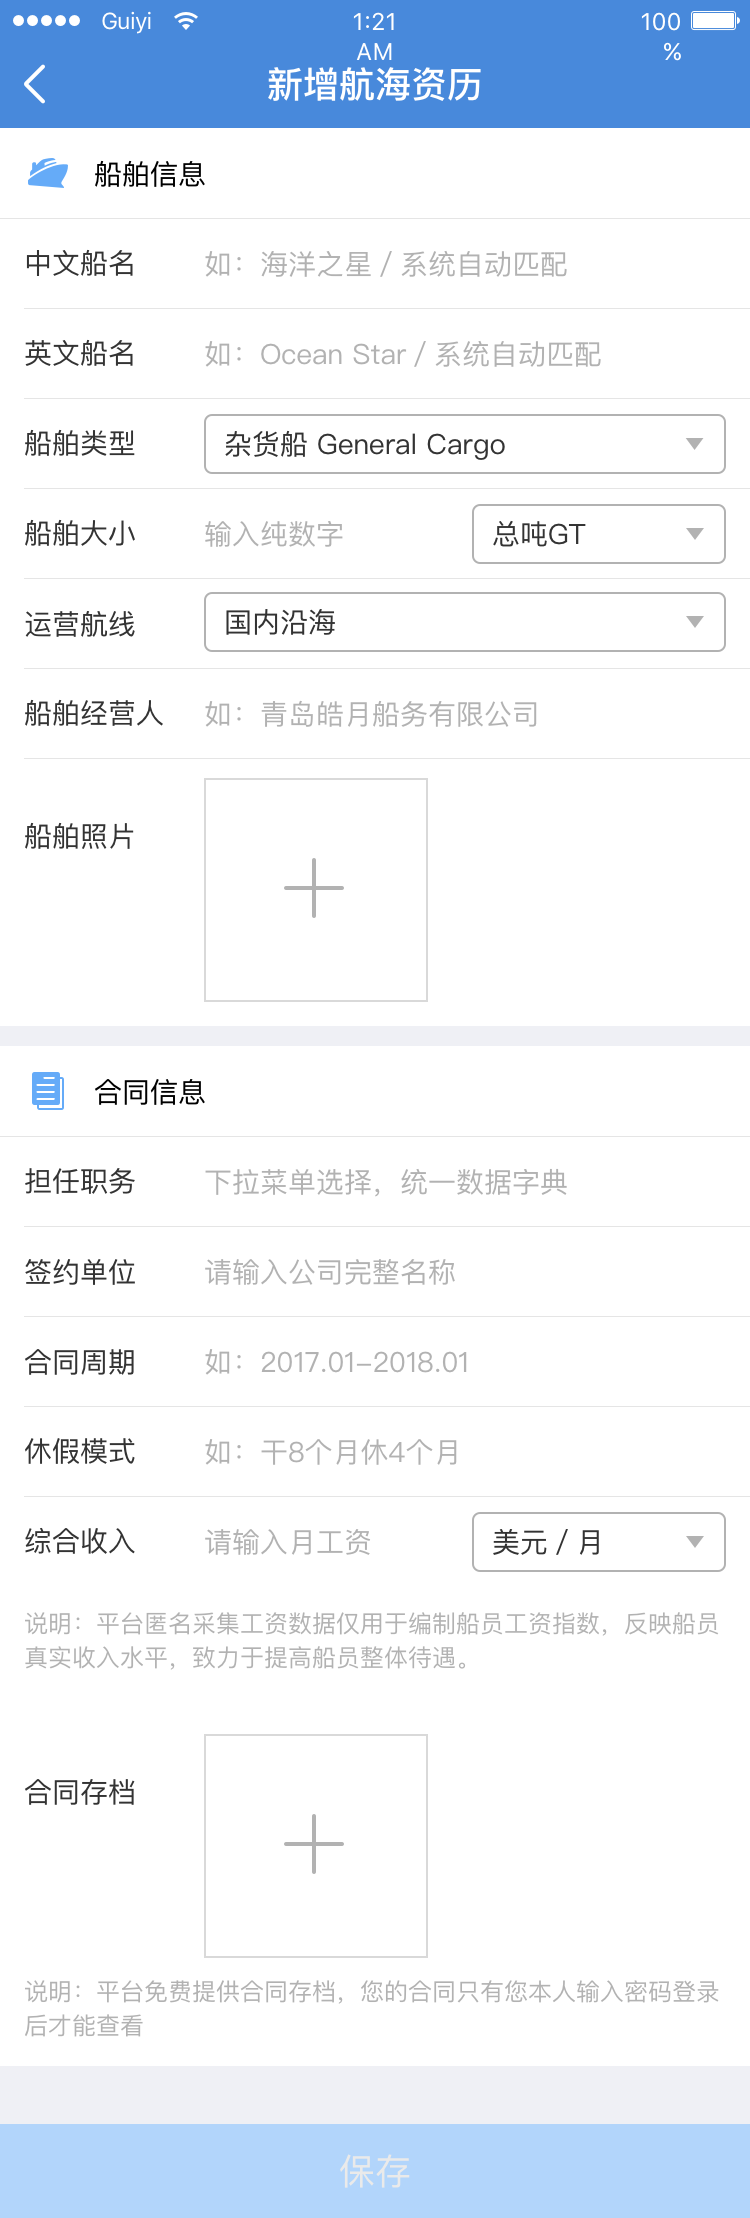 Guiyi
1:21 AM
100 %
新增航海资历
船舶信息
中文船名 如：海洋之星 / 系统自动匹配
英文船名 如：Ocean Star / 系统自动匹配
船舶类型 杂货船 General Cargo
船舶大小 输入纯数字 总吨GT
运营航线 国内沿海
船舶经营人 如：青岛皓月船务有限公司
船舶照片
合同信息
担任职务 下拉菜单选择，统一数据字典
签约单位 请输入公司完整名称
合同周期 如：2017.01-2018.01
休假模式 如：干8个月休4个月
综合收入 请输入月工资 美元 / 月
说明：平台匿名采集工资数据仅用于编制船员工资指数，反映船员
真实收入水平，致力于提高船员整体待遇。
合同存档
说明：平台免费提供合同存档，您的合同只有您本人输入密码登录
后才能查看
保存